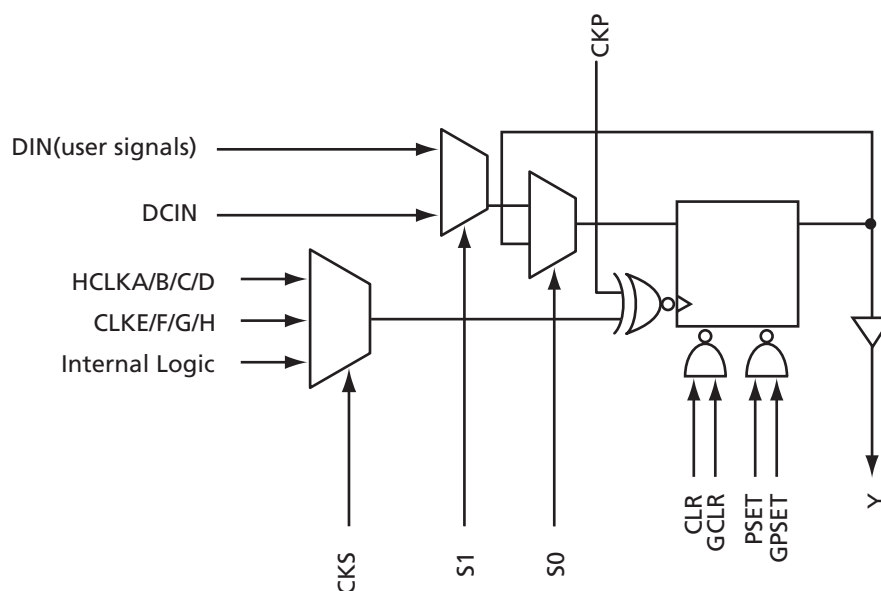 CKP
DIN(user signals)
DCIN
HCLKA/B/C/D
CLKE/F/G/H
Internal Logic
CKS
S1
S0
CLR
GCLR
PSET
GPSET
Y